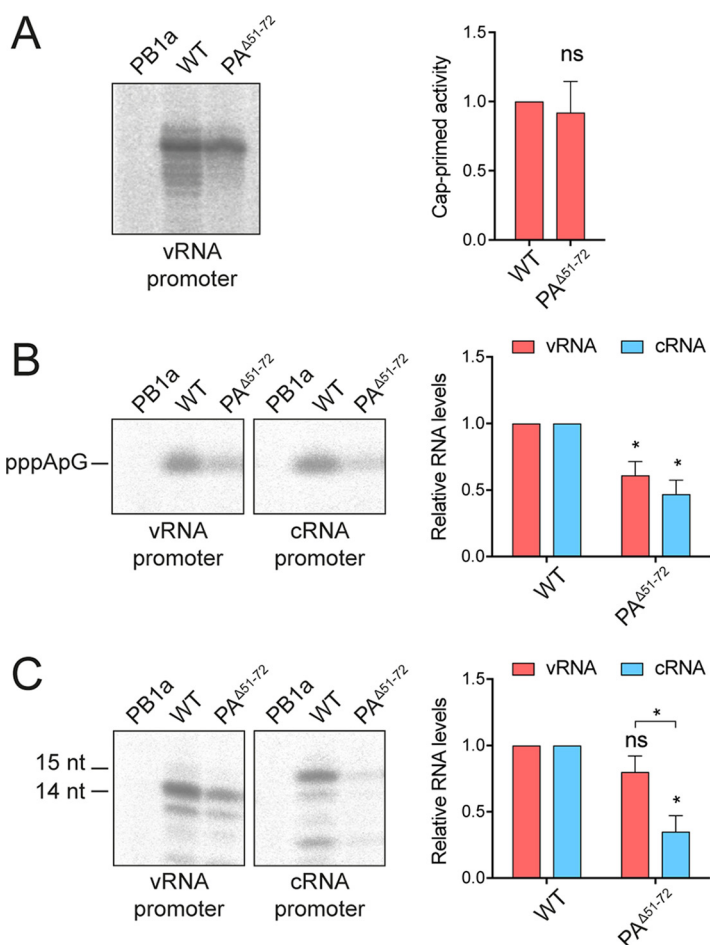 A
PB1a WT PAΔ51-72
vRNA
promoter
Cap-primed activity
1.5
1.0
0.5
0.0
ns
WT
PAΔ51-72
B
PB1a WT PAΔ51-72 PB1a WT PAΔ51-72
pppApG
vRNA cRNA
promoter promoter
vRNA cRNA
Relative RNA levels
1.5
1.0
0.5
0.0
* *
WT
PAΔ51-72
C
PB1a WT PAΔ51-72 PB1a WT PAΔ51-72
15 nt
14 nt
vRNA cRNA
promoter promoter
vRNA cRNA
Relative RNA levels
1.5
1.0
0.5
0.0
*
ns
*
WT
PAΔ51-72